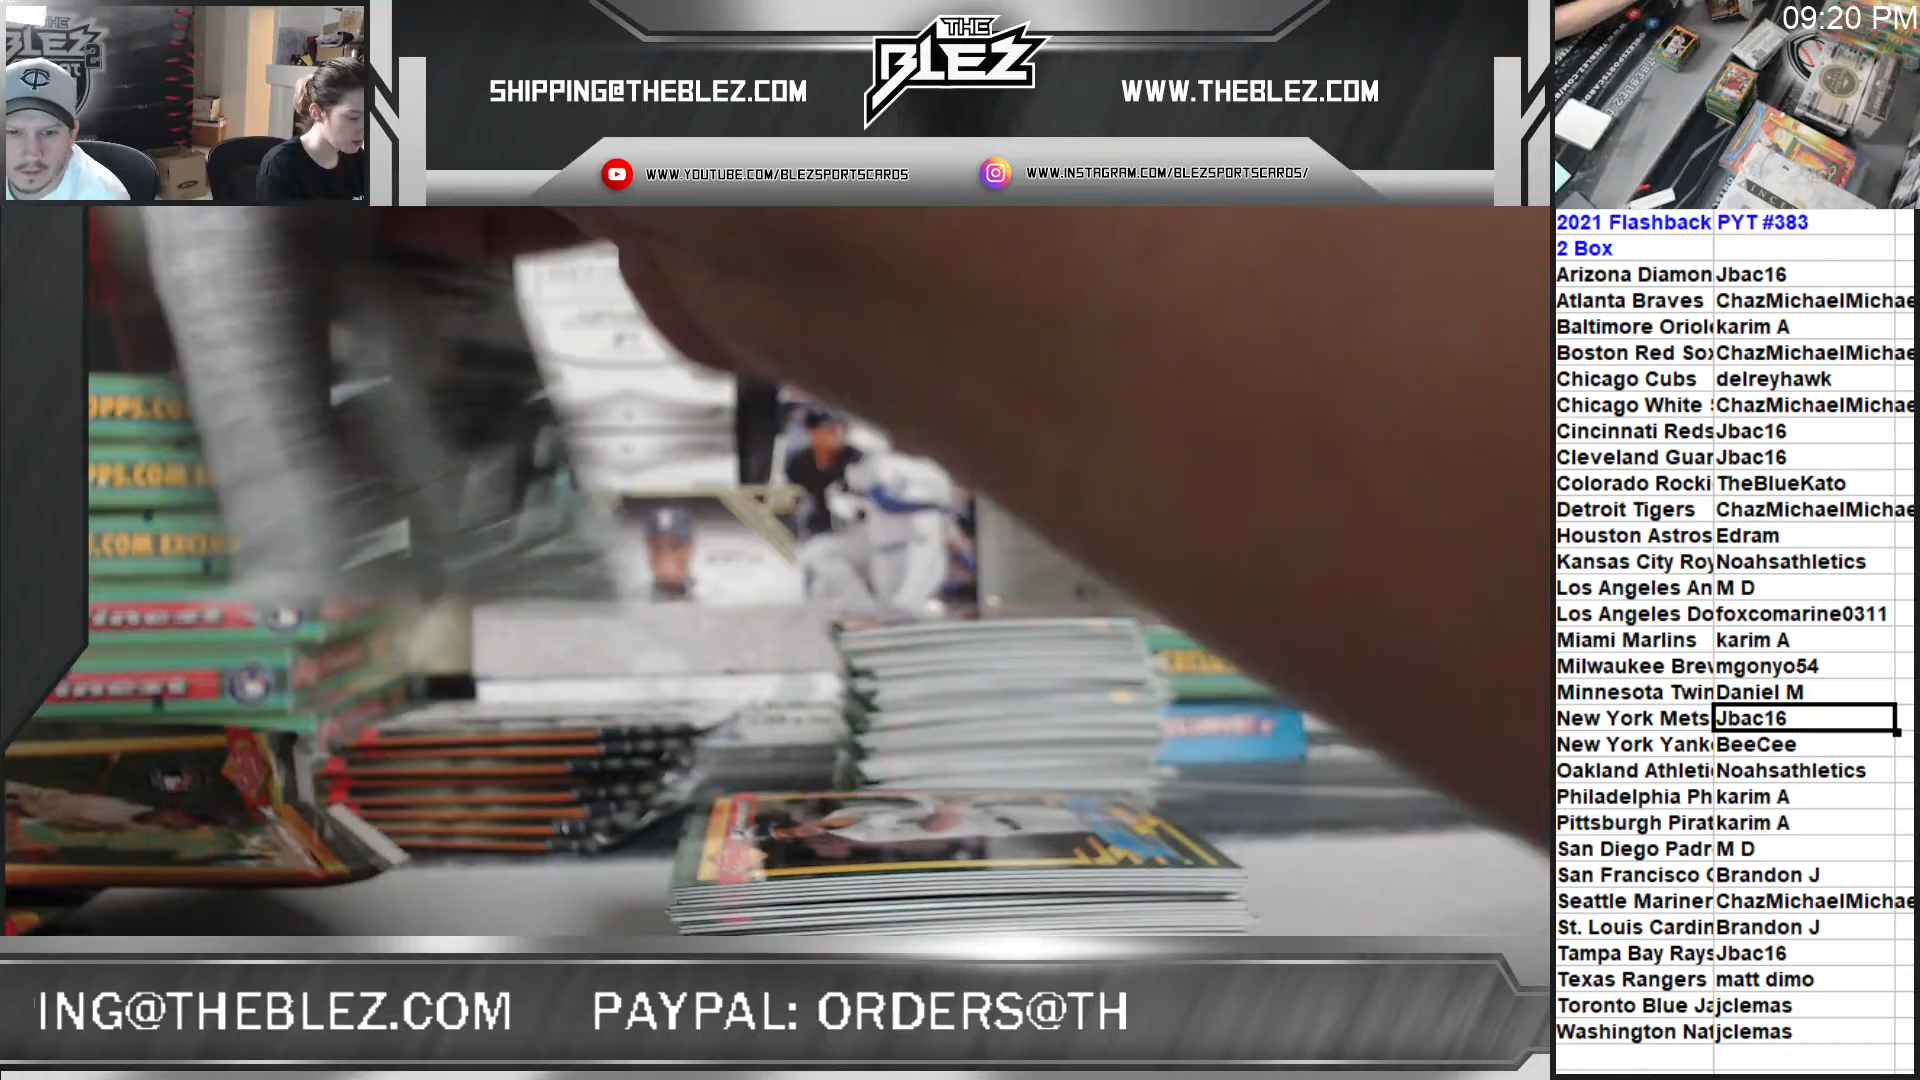 THE
BLEZ
09:20 PM
SHIPPING@THEBLEZ.COM
WWW.THEBLEZ.COM
WWW.YOUTUBE.COM/BLEZSPORTSCARDS
WWW.INSTAGRAM.COM/BLEZSPORTSCARDS/
2021 Flashback PYT #383
2 Box
Arizona Diamon Jbac16
Atlanta Braves ChazMichaelMichae
Baltimore Oriol karim A
Boston Red Sox ChazMichaelMichae
Chicago Cubs delreyhawk
Chicago White ChazMichaelMichae
Cincinnati Reds Jbac16
Cleveland Guar Jbac16
Colorado Rocki TheBlueKato
Detroit Tigers ChazMichaelMichae
Houston Astros Edram
Kansas City Roy Noahsathletics
Los Angeles An M D
Los Angeles Do foxcomarine0311
Miami Marlins karim A
Milwaukee Brew mgonyo54
Minnesota Twin Daniel M
New York Mets Jbac16
New York Yank BeeCee
Oakland Athleti Noahsathletics
Philadelphia Ph karim A
Pittsburgh Pirat karim A
San Diego Padr M D
San Francisco Brandon J
Seattle Mariner ChazMichaelMichae
St. Louis Cardin Brandon J
Tampa Bay Rays Jbac16
Texas Rangers matt dimo
Toronto Blue Ja jclemas
Washington Nat jclemas
ING@THEBLEZ.COM PAYPAL: ORDERS@TH